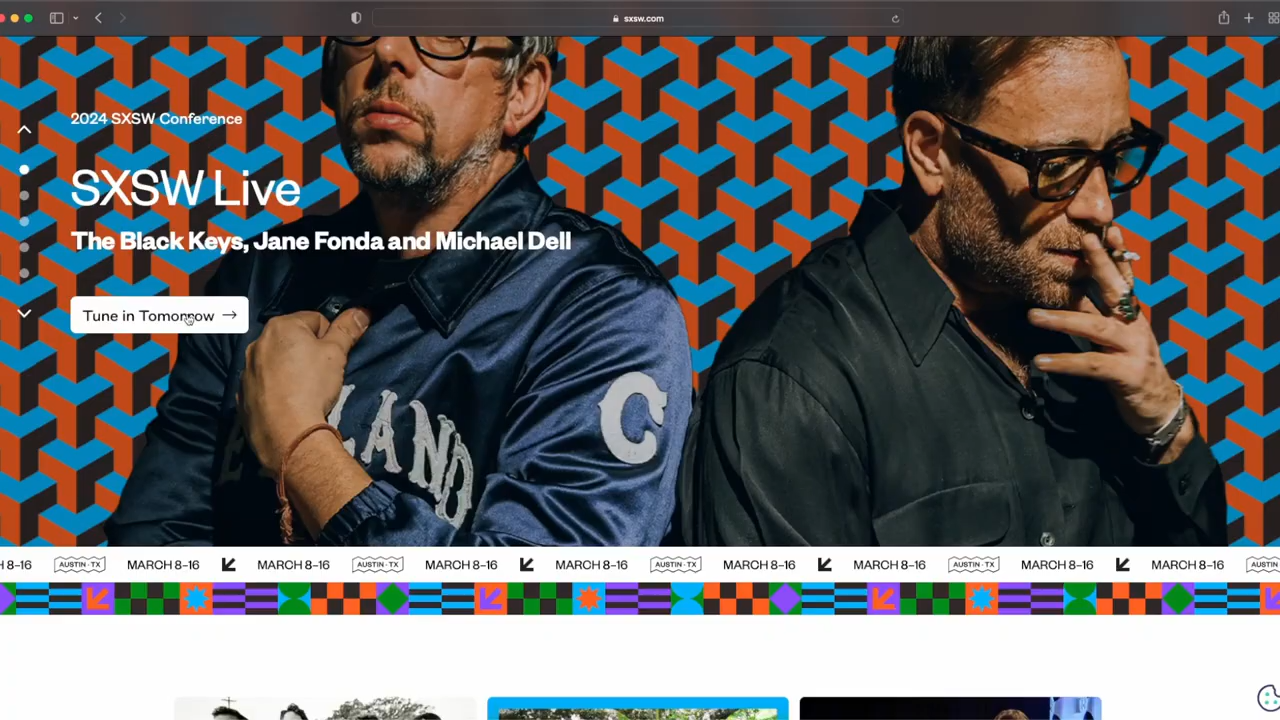 sxsw.com
2024 SXSW Conference
SXSW Live
The Black Keys, Jane Fonda and Michael Dell
Tune in Tomorrow →
LAND
C
H 8–16 AUSTIN · TX MARCH 8–16 MARCH 8–16 AUSTIN · TX MARCH 8–16 MARCH 8–16 AUSTIN · TX MARCH 8–16 MARCH 8–16 AUSTIN · TX MARCH 8–16 MARCH 8–16 AUSTIN